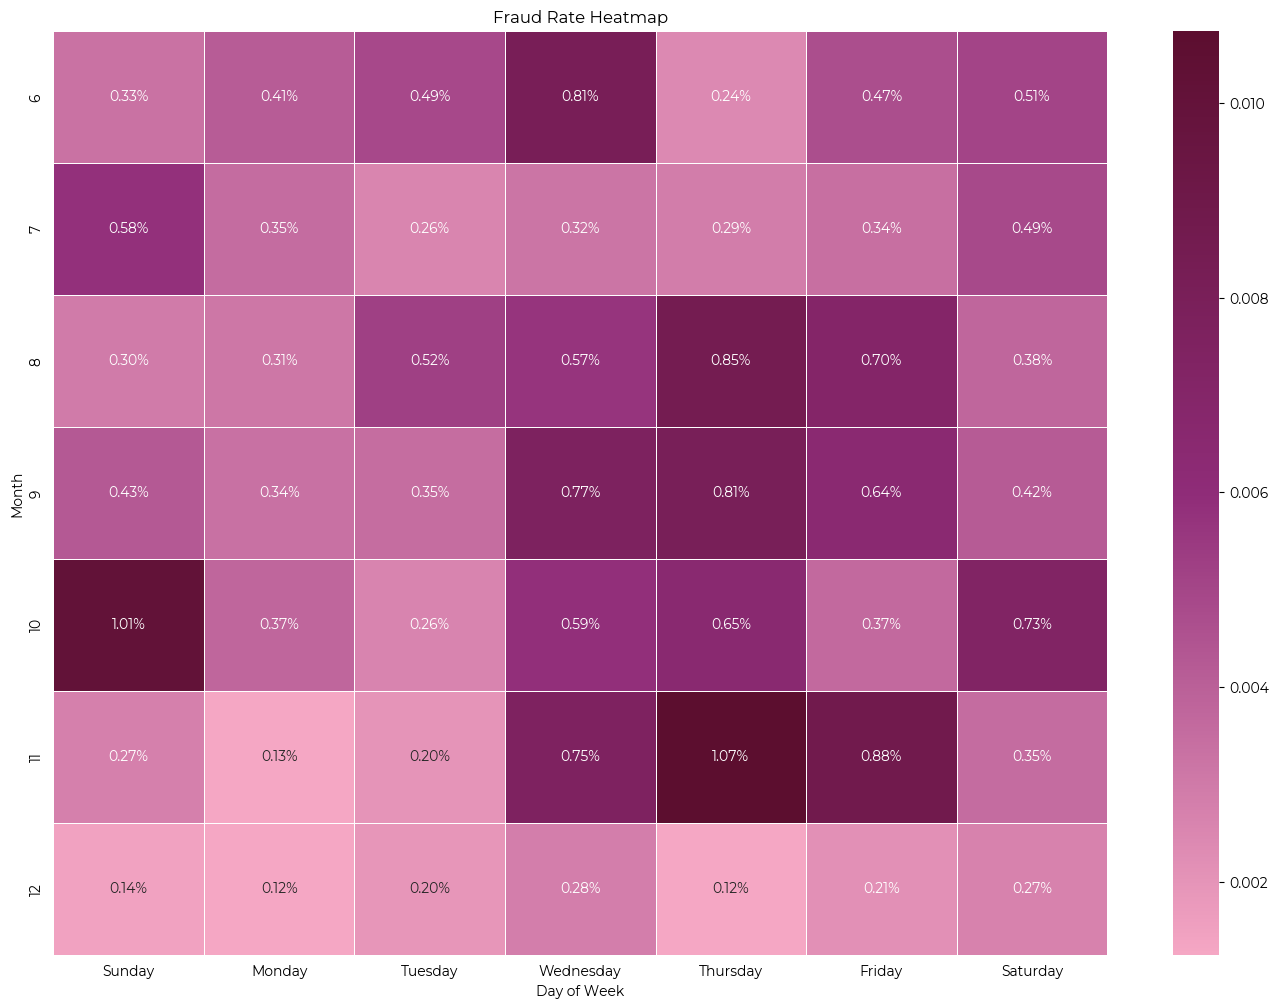 Fraud Rate Heatmap
6 0.33% 0.41% 0.49% 0.81% 0.24% 0.47% 0.51% 0.010
7 0.58% 0.35% 0.26% 0.32% 0.29% 0.34% 0.49% 0.008
8 0.30% 0.31% 0.52% 0.57% 0.85% 0.70% 0.38%
Month
9 0.43% 0.34% 0.35% 0.77% 0.81% 0.64% 0.42% 0.006
10 1.01% 0.37% 0.26% 0.59% 0.65% 0.37% 0.73% 0.004
11 0.27% 0.13% 0.20% 0.75% 1.07% 0.88% 0.35%
12 0.14% 0.12% 0.20% 0.28% 0.12% 0.21% 0.27% 0.002
Sunday Monday Tuesday Wednesday Thursday Friday Saturday
Day of Week